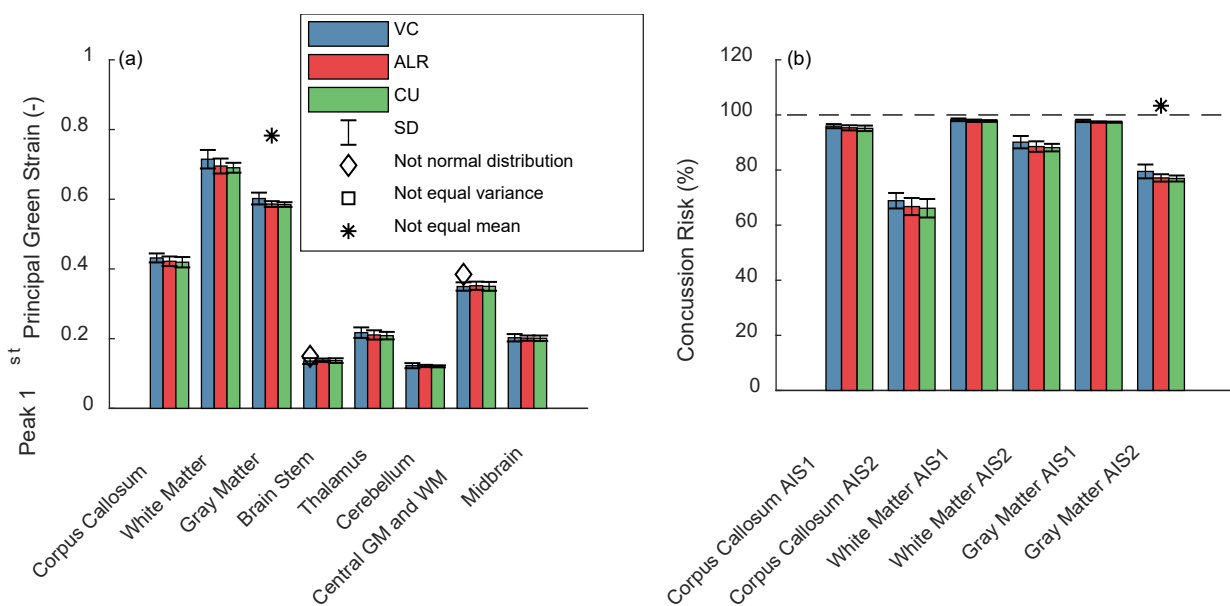 (a)
Peak 1st Principal Green Strain (-)
1
0.8
0.6
0.4
0.2
0
VC
ALR
CU
SD
Not normal distribution
Not equal variance
Not equal mean
Corpus Callosum
White Matter
Gray Matter
Brain Stem
Thalamus
Cerebellum
Central GM and WM
Midbrain
(b)
Concussion Risk (%)
120
100
80
60
40
20
0
Corpus Callosum AIS1
Corpus Callosum AIS2
White Matter AIS1
White Matter AIS2
Gray Matter AIS1
Gray Matter AIS2